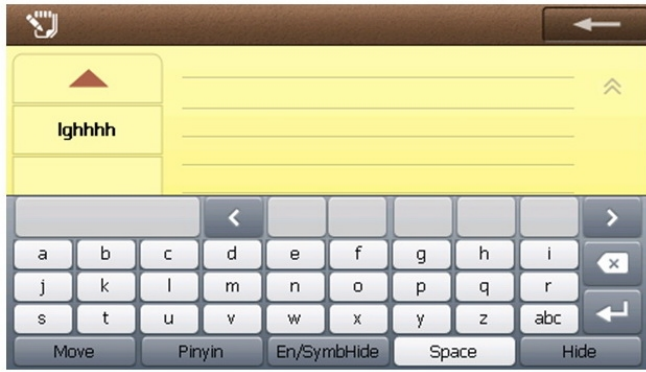 lghhhh
a b c d e f g h i
j k l m n o p q r
s t u v w x y z abc
Move Pinyin En/SymbHide Space Hide